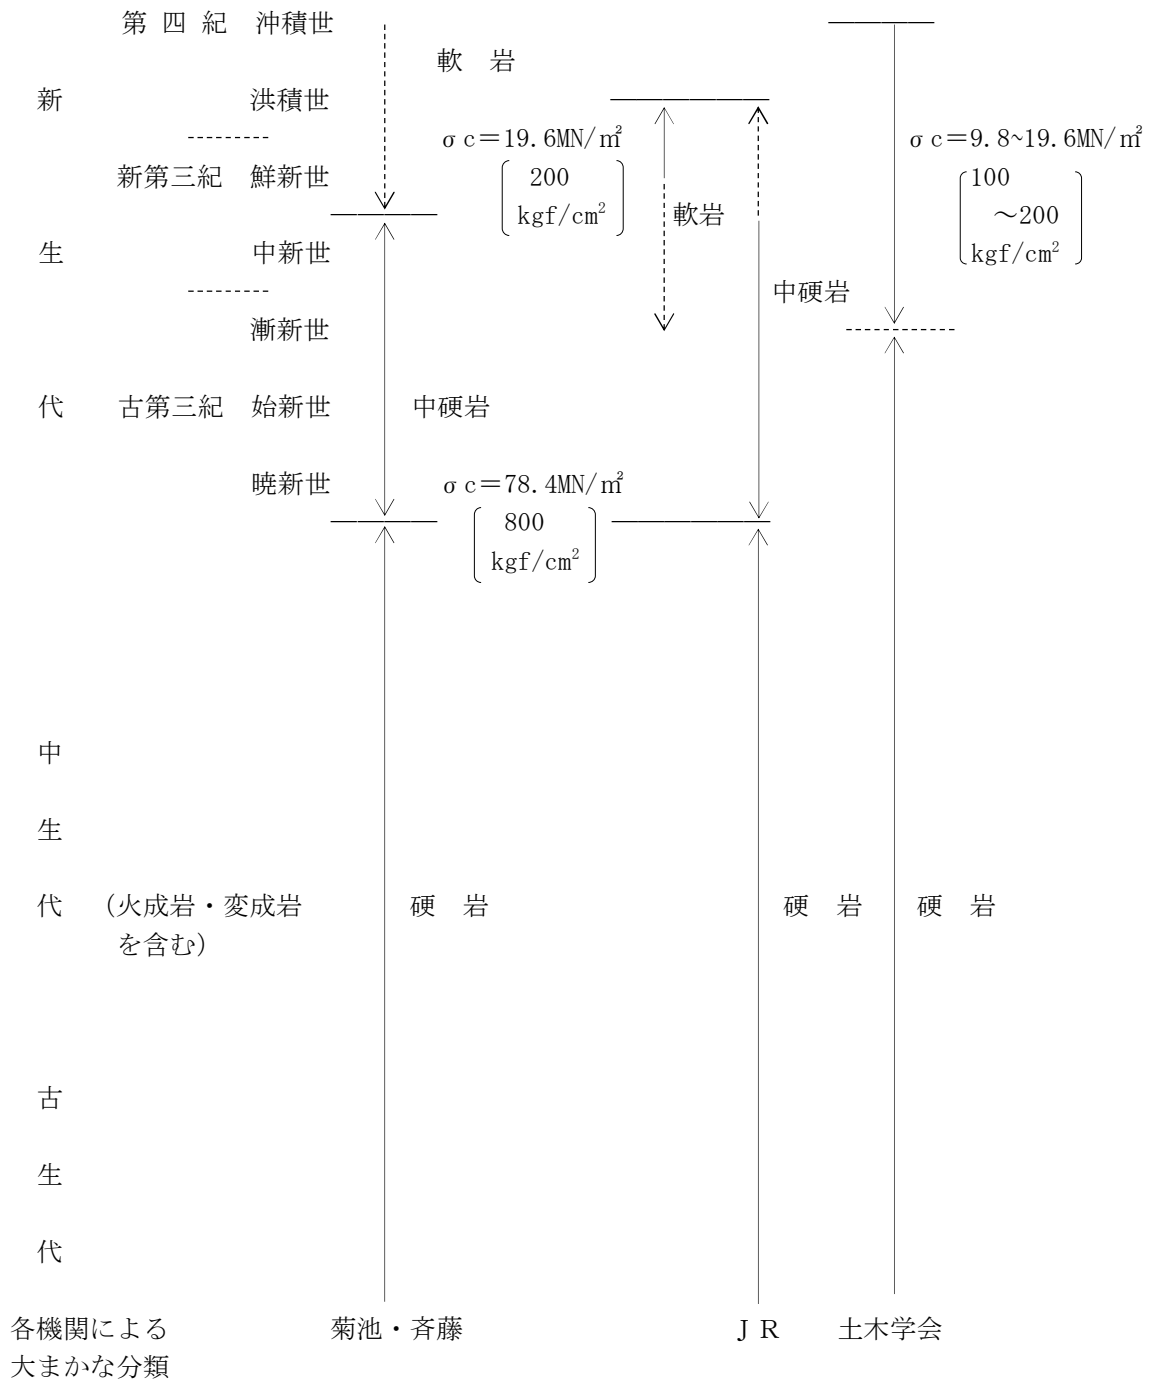 第 四 紀 沖積世
軟 岩
新 洪積世
σc＝19.6MN/㎡ σc＝9.8~19.6MN/㎡
新第三紀 鮮新世 200 100
kgf/cm² 軟岩 ～200
生 中新世 kgf/cm²
中硬岩
漸新世
代 古第三紀 始新世 中硬岩
暁新世 σc＝78.4MN/㎡
800
kgf/cm²
中
生
代 （火成岩・変成岩 硬 岩 硬 岩 硬 岩
を含む）
古
生
代
各機関による 菊池・斉藤 ＪＲ 土木学会
大まかな分類